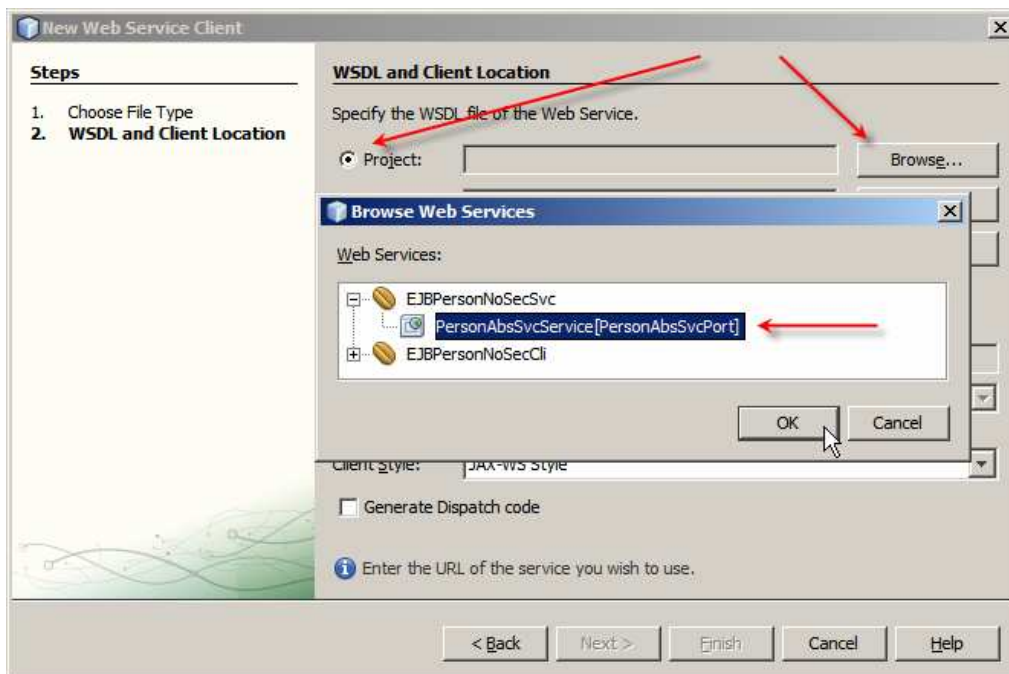 New Web Service Client
Steps
1. Choose File Type
2. WSDL and Client Location
WSDL and Client Location
Specify the WSDL file of the Web Service.
Project:
Browse...
Browse Web Services
Web Services:
EJBPersonNoSecSvc
PersonAbsSvcService[PersonAbsSvcPort]
EJBPersonNoSecCli
OK Cancel
Client Style: JAX-WS Style
Generate Dispatch code
Enter the URL of the service you wish to use.
< Back Next > Finish Cancel Help